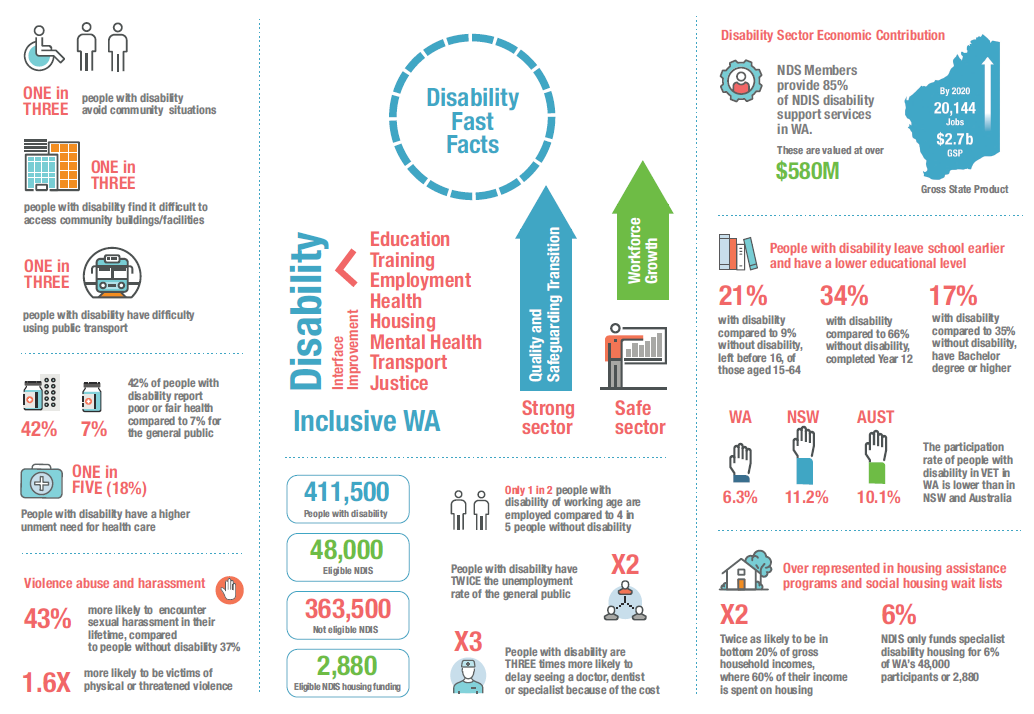 ONE in
THREE
people with disability
avoid community situations
ONE in
THREE
people with disability find it difficult to
access community buildings/facilities
ONE in
THREE
people with disability have difficulty
using public transport
42%
7%
42% of people with
disability report
poor or fair health
compared to 7% for
the general public
ONE in
FIVE (18%)
People with disability have a higher
unment need for health care
Violence abuse and harassment
43%
more likely to encounter
sexual harassment in their
lifetime, compared
to people without disability 37%
1.6X
more likely to be victims of
physical or threatened violence
Disability
Fast
Facts
Disability
Interface
Improvement
Education
Training
Employment
Health
Housing
Mental Health
Transport
Justice
Inclusive WA
Quality and
Safeguarding Transition
Strong
sector
Workforce
Growth
Safe
sector
411,500
People with disability
48,000
Eligible NDIS
363,500
Not eligible NDIS
2,880
Eligible NDIS housing funding
Only 1 in 2 people with
disability of working age are
employed compared to 4 in
5 people without disability
People with disability have
TWICE the unemployment
rate of the general public
X2
X3
People with disability are
THREE times more likely to
delay seeing a doctor, dentist
or specialist because of the cost
Disability Sector Economic Contribution
NDS Members
provide 85%
of NDIS disability
support services
in WA.
These are valued at over
$580M
By 2020
20,144
Jobs
$2.7b
GSP
Gross State Product
People with disability leave school earlier
and have a lower educational level
21%
with disability
compared to 9%
without disability,
left before 16, of
those aged 15-64
34%
with disability
compared to 66%
without disability,
completed Year 12
17%
with disability
compared to 35%
without disability,
have Bachelor
degree or higher
WA
NSW
AUST
6.3%
11.2%
10.1%
The participation
rate of people with
disability in VET in
WA is lower than in
NSW and Australia
Over represented in housing assistance
programs and social housing wait lists
X2
Twice as likely to be in
bottom 20% of gross
household incomes,
where 60% of their income
is spent on housing
6%
NDIS only funds specialist
disability housing for 6%
of WA's 48,000
participants or 2,880